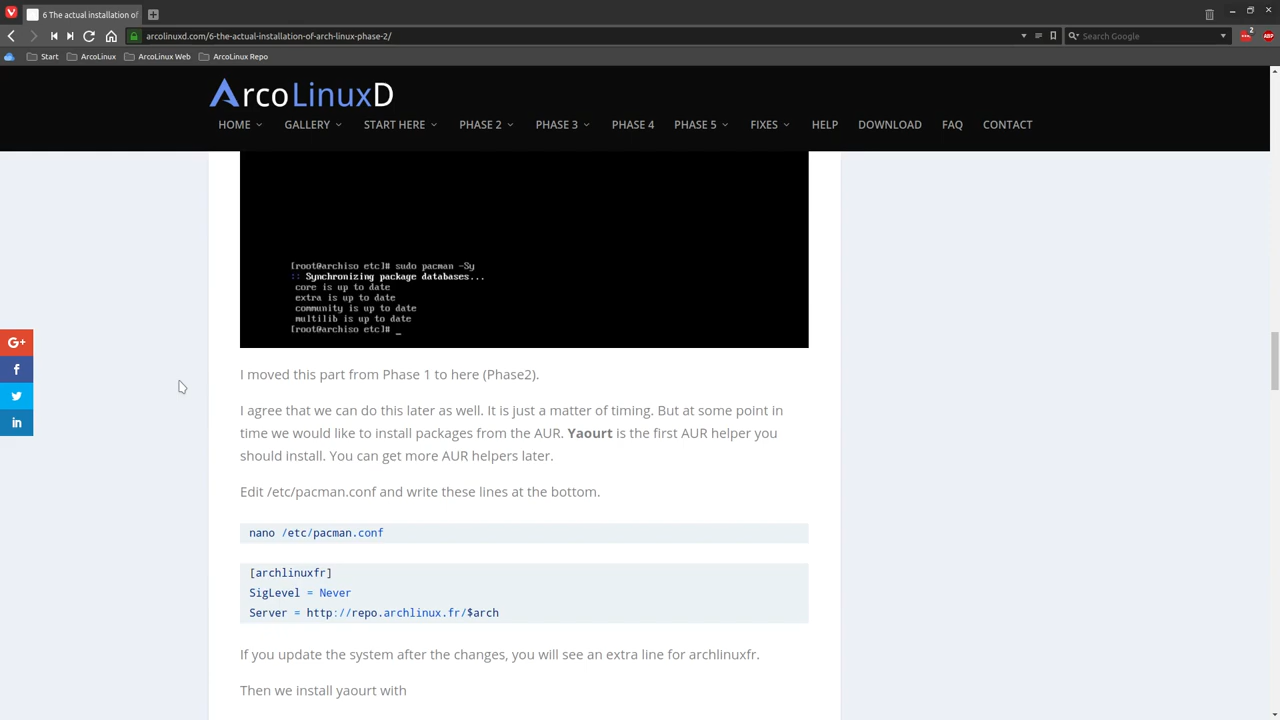 6 The actual installation of
arcolinuxd.com/6-the-actual-installation-of-arch-linux-phase-2/
Search Google
2
ABP
Start
ArcoLinux
ArcoLinux Web
ArcoLinux Repo
ArcoLinuxD
HOME
GALLERY
START HERE
PHASE 2
PHASE 3
PHASE 4
PHASE 5
FIXES
HELP
DOWNLOAD
FAQ
CONTACT
[root@archiso etc]# sudo pacman -Sy
:: Synchronizing package databases...
core is up to date
extra is up to date
community is up to date
multilib is up to date
[root@archiso etc]# _
G+
f
in
I moved this part from Phase 1 to here (Phase2).
I agree that we can do this later as well. It is just a matter of timing. But at some point in
time we would like to install packages from the AUR. Yaourt is the first AUR helper you
should install. You can get more AUR helpers later.
Edit /etc/pacman.conf and write these lines at the bottom.
nano /etc/pacman.conf
[archlinuxfr]
SigLevel = Never
Server = http://repo.archlinux.fr/$arch
If you update the system after the changes, you will see an extra line for archlinuxfr.
Then we install yaourt with